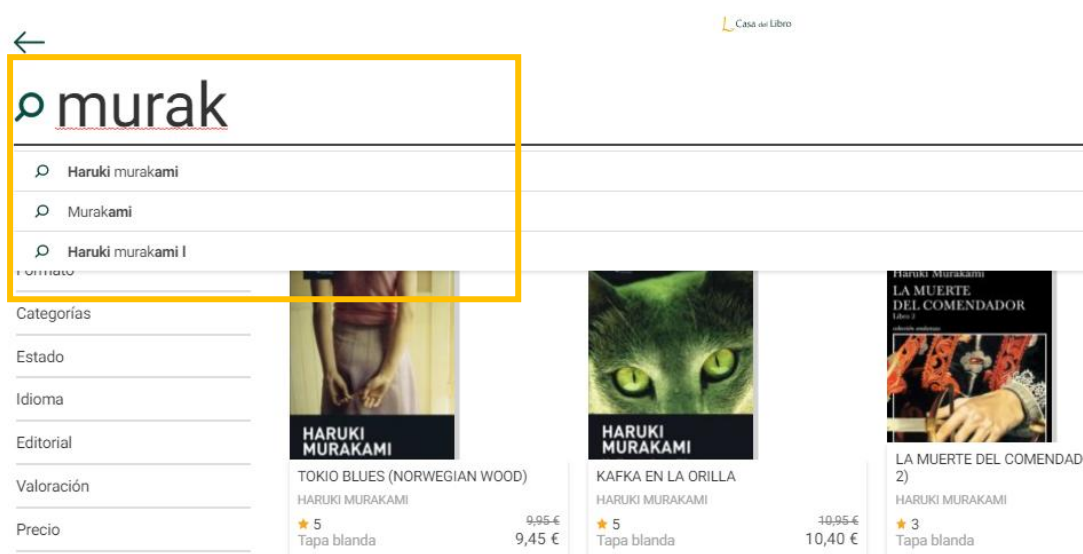 Casa del Libro
murak
Haruki murakami
Murakami
Haruki murakami l
Formato
Categorías
Estado
Idioma
Editorial
Valoración
Precio
HARUKI
MURAKAMI
TOKIO BLUES (NORWEGIAN WOOD)
HARUKI MURAKAMI
5
9,95 €
Tapa blanda
9,45 €
HARUKI
MURAKAMI
KAFKA EN LA ORILLA
HARUKI MURAKAMI
5
10,95 €
Tapa blanda
10,40 €
Haruki Murakami
LA MUERTE
DEL COMENDADOR
Libro 2
LA MUERTE DEL COMENDAD
2)
HARUKI MURAKAMI
3
Tapa blanda